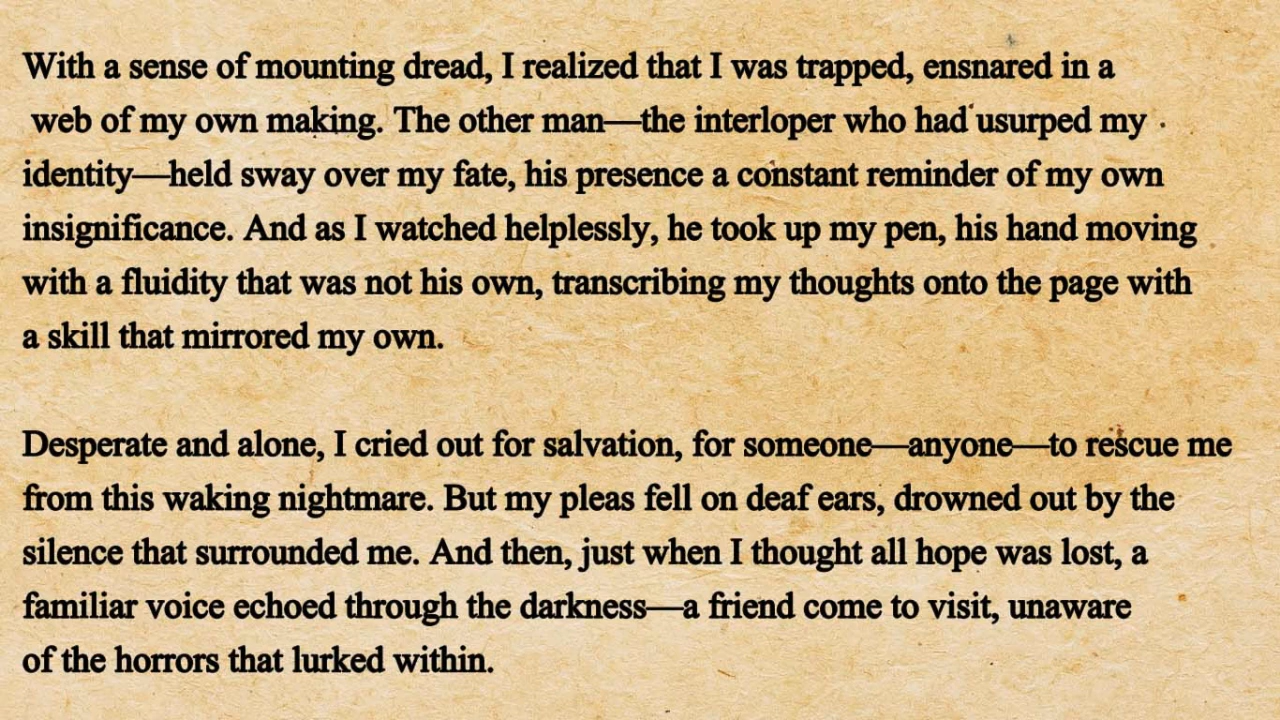 With a sense of mounting dread, I realized that I was trapped, ensnared in a
web of my own making. The other man—the interloper who had usurped my
identity—held sway over my fate, his presence a constant reminder of my own
insignificance. And as I watched helplessly, he took up my pen, his hand moving
with a fluidity that was not his own, transcribing my thoughts onto the page with
a skill that mirrored my own.
Desperate and alone, I cried out for salvation, for someone—anyone—to rescue me
from this waking nightmare. But my pleas fell on deaf ears, drowned out by the
silence that surrounded me. And then, just when I thought all hope was lost, a
familiar voice echoed through the darkness—a friend come to visit, unaware
of the horrors that lurked within.